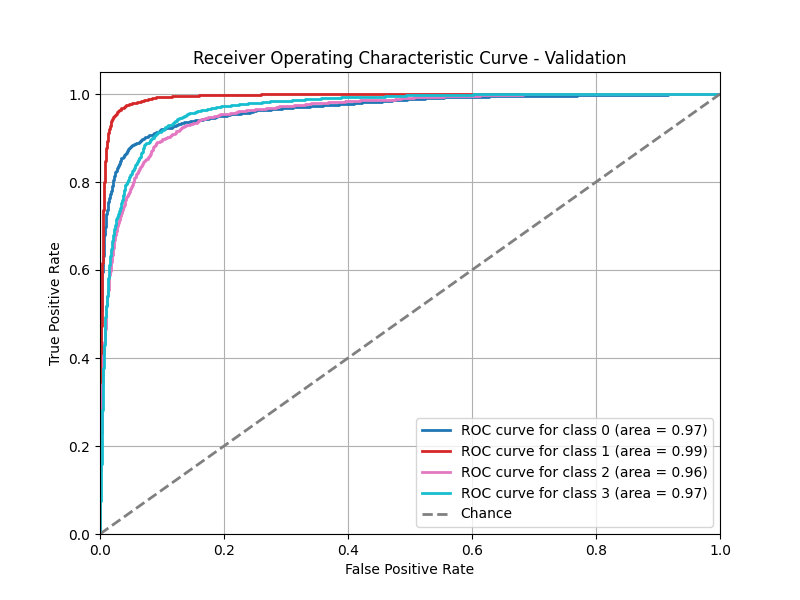 Receiver Operating Characteristic Curve - Validation
True Positive Rate
1.0
0.8
0.6
0.4
0.2
0.0
ROC curve for class 0 (area = 0.97)
ROC curve for class 1 (area = 0.99)
ROC curve for class 2 (area = 0.96)
ROC curve for class 3 (area = 0.97)
Chance
0.0 0.2 0.4 0.6 0.8 1.0
False Positive Rate